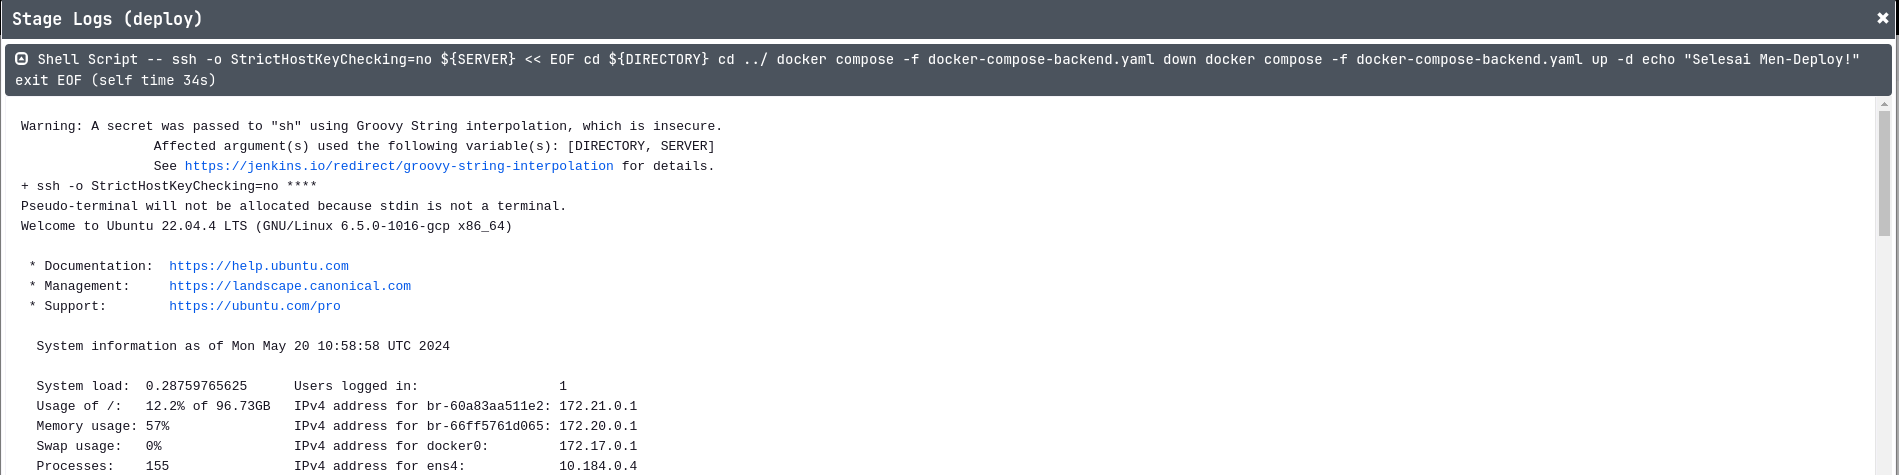 Stage Logs (deploy)
Shell Script -- ssh -o StrictHostKeyChecking=no ${SERVER} << EOF cd ${DIRECTORY} cd ../ docker compose -f docker-compose-backend.yaml down docker compose -f docker-compose-backend.yaml up -d echo "Selesai Men-Deploy!"
exit EOF (self time 34s)
Warning: A secret was passed to "sh" using Groovy String interpolation, which is insecure.
Affected argument(s) used the following variable(s): [DIRECTORY, SERVER]
See https://jenkins.io/redirect/groovy-string-interpolation for details.
+ ssh -o StrictHostKeyChecking=no ****
Pseudo-terminal will not be allocated because stdin is not a terminal.
Welcome to Ubuntu 22.04.4 LTS (GNU/Linux 6.5.0-1016-gcp x86_64)
* Documentation:  https://help.ubuntu.com
* Management:     https://landscape.canonical.com
* Support:        https://ubuntu.com/pro
System information as of Mon May 20 10:58:58 UTC 2024
System load:  0.28759765625      Users logged in:                  1
Usage of /:   12.2% of 96.73GB   IPv4 address for br-60a83aa511e2: 172.21.0.1
Memory usage: 57%                IPv4 address for br-66ff5761d065: 172.20.0.1
Swap usage:   0%                 IPv4 address for docker0:         172.17.0.1
Processes:    155                IPv4 address for ens4:            10.184.0.4